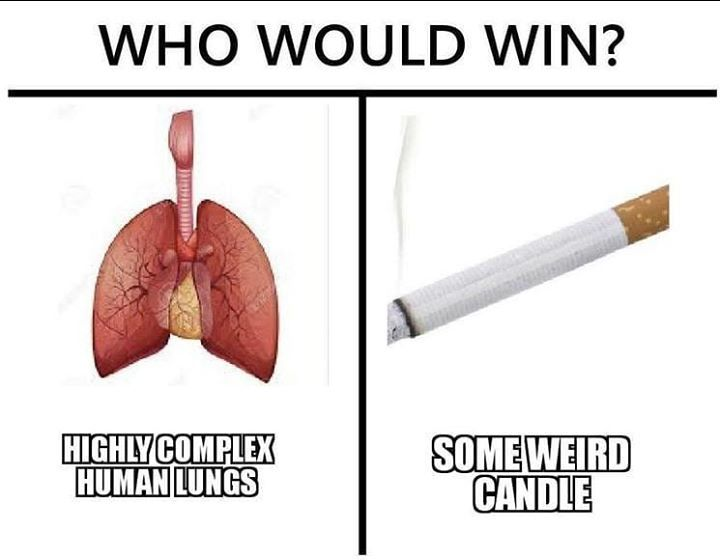 WHO WOULD WIN?
HIGHLY COMPLEX
HUMAN LUNGS
SOME WEIRD
CANDLE